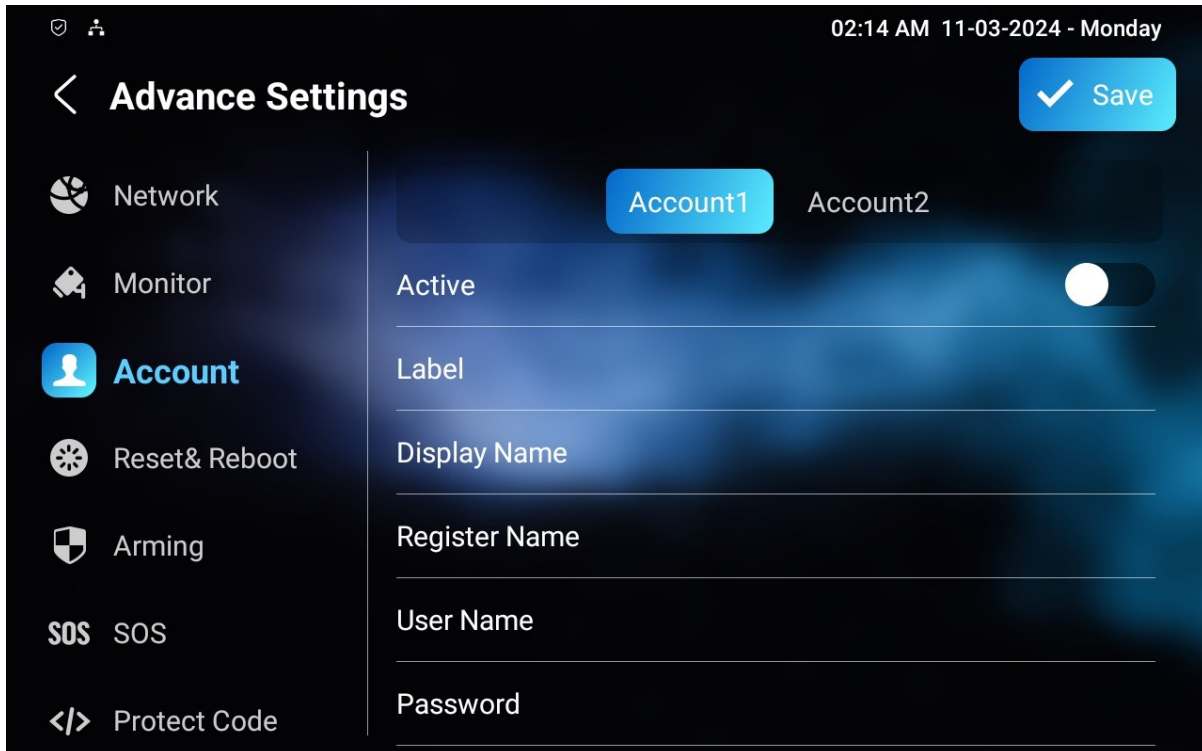 02:14 AM 11-03-2024 - Monday
Advance Settings
Save
Network
Monitor
Account
Reset& Reboot
Arming
SOS SOS
</> Protect Code
Account1
Account2
Active
Label
Display Name
Register Name
User Name
Password